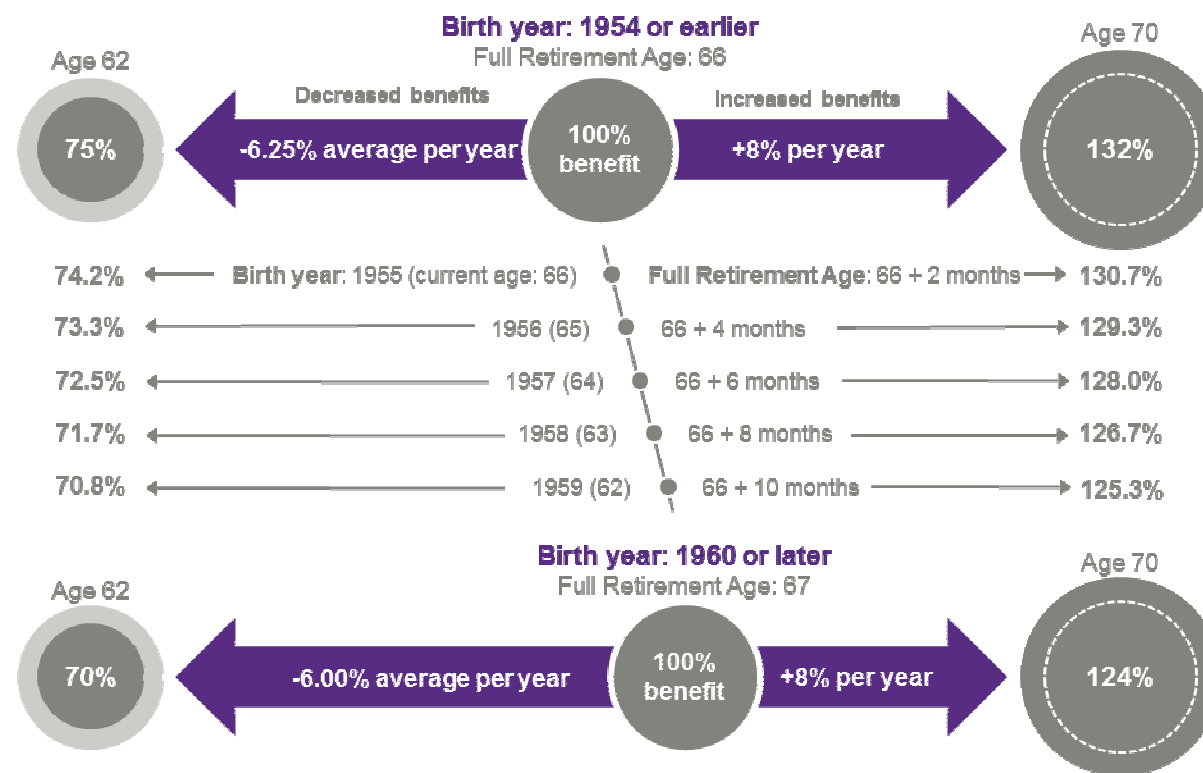 Birth year: 1954 or earlier
Full Retirement Age: 66
Age 62
Age 70
Decreased benefits
Increased benefits
75%
-6.25% average per year
100%
benefit
+8% per year
132%
74.2%
Birth year: 1955 (current age: 66)
Full Retirement Age: 66 + 2 months
130.7%
73.3%
1956 (65)
66 + 4 months
129.3%
72.5%
1957 (64)
66 + 6 months
128.0%
71.7%
1958 (63)
66 + 8 months
126.7%
70.8%
1959 (62)
66 + 10 months
125.3%
Birth year: 1960 or later
Full Retirement Age: 67
Age 62
Age 70
70%
-6.00% average per year
100%
benefit
+8% per year
124%